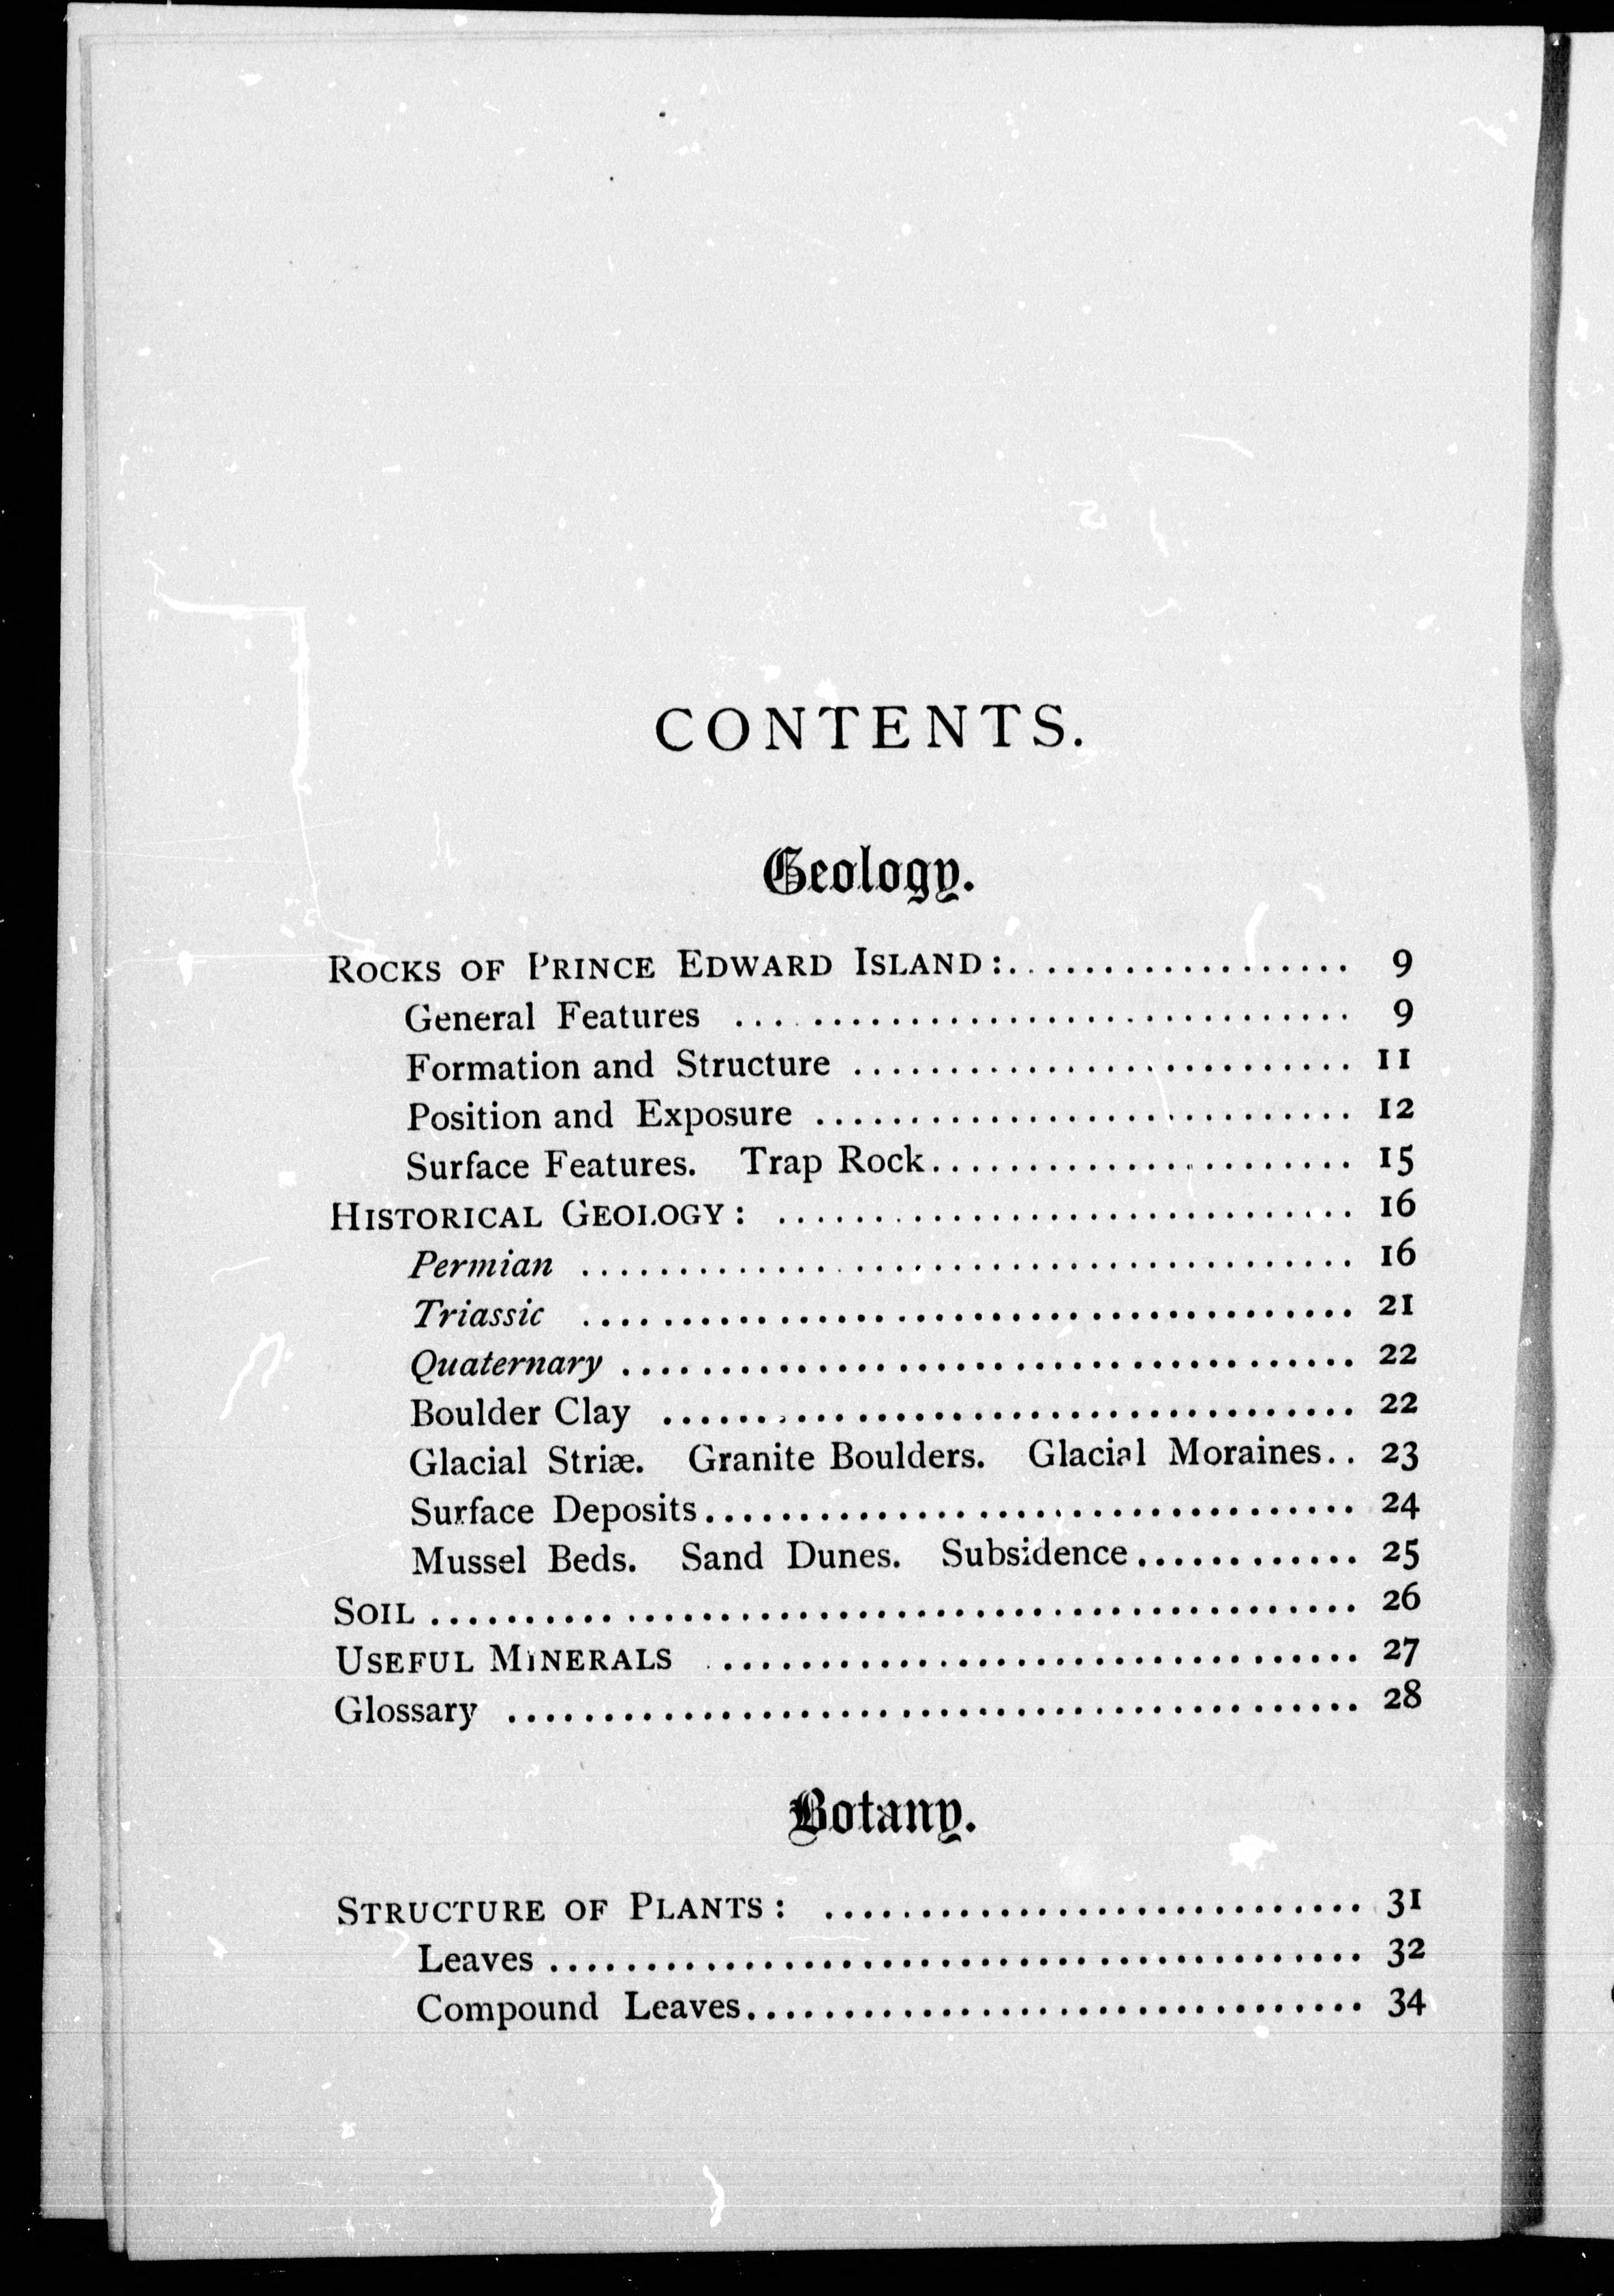 CONTENTS.
Geology.
ROCKS OF PRINCE EDWARD ISLAND:.................. 9
General Features ............................... 9
Formation and Structure .......................... 11
Position and Exposure ............................ 12
Surface Features. Trap Rock...................... 15
HISTORICAL GEOLOGY: .............................. 16
Permian ........................................ 16
Triassic ........................................ 21
Quaternary ...................................... 22
Boulder Clay .................................... 22
Glacial Striæ. Granite Boulders. Glacial Moraines.. 23
Surface Deposits.................................. 24
Mussel Beds. Sand Dunes. Subsidence............ 25
SOIL ................................................ 26
USEFUL MINERALS ................................. 27
Glossary ............................................ 28
Botany.
STRUCTURE OF PLANTS: ............................ 31
Leaves .......................................... 32
Compound Leaves................................ 34